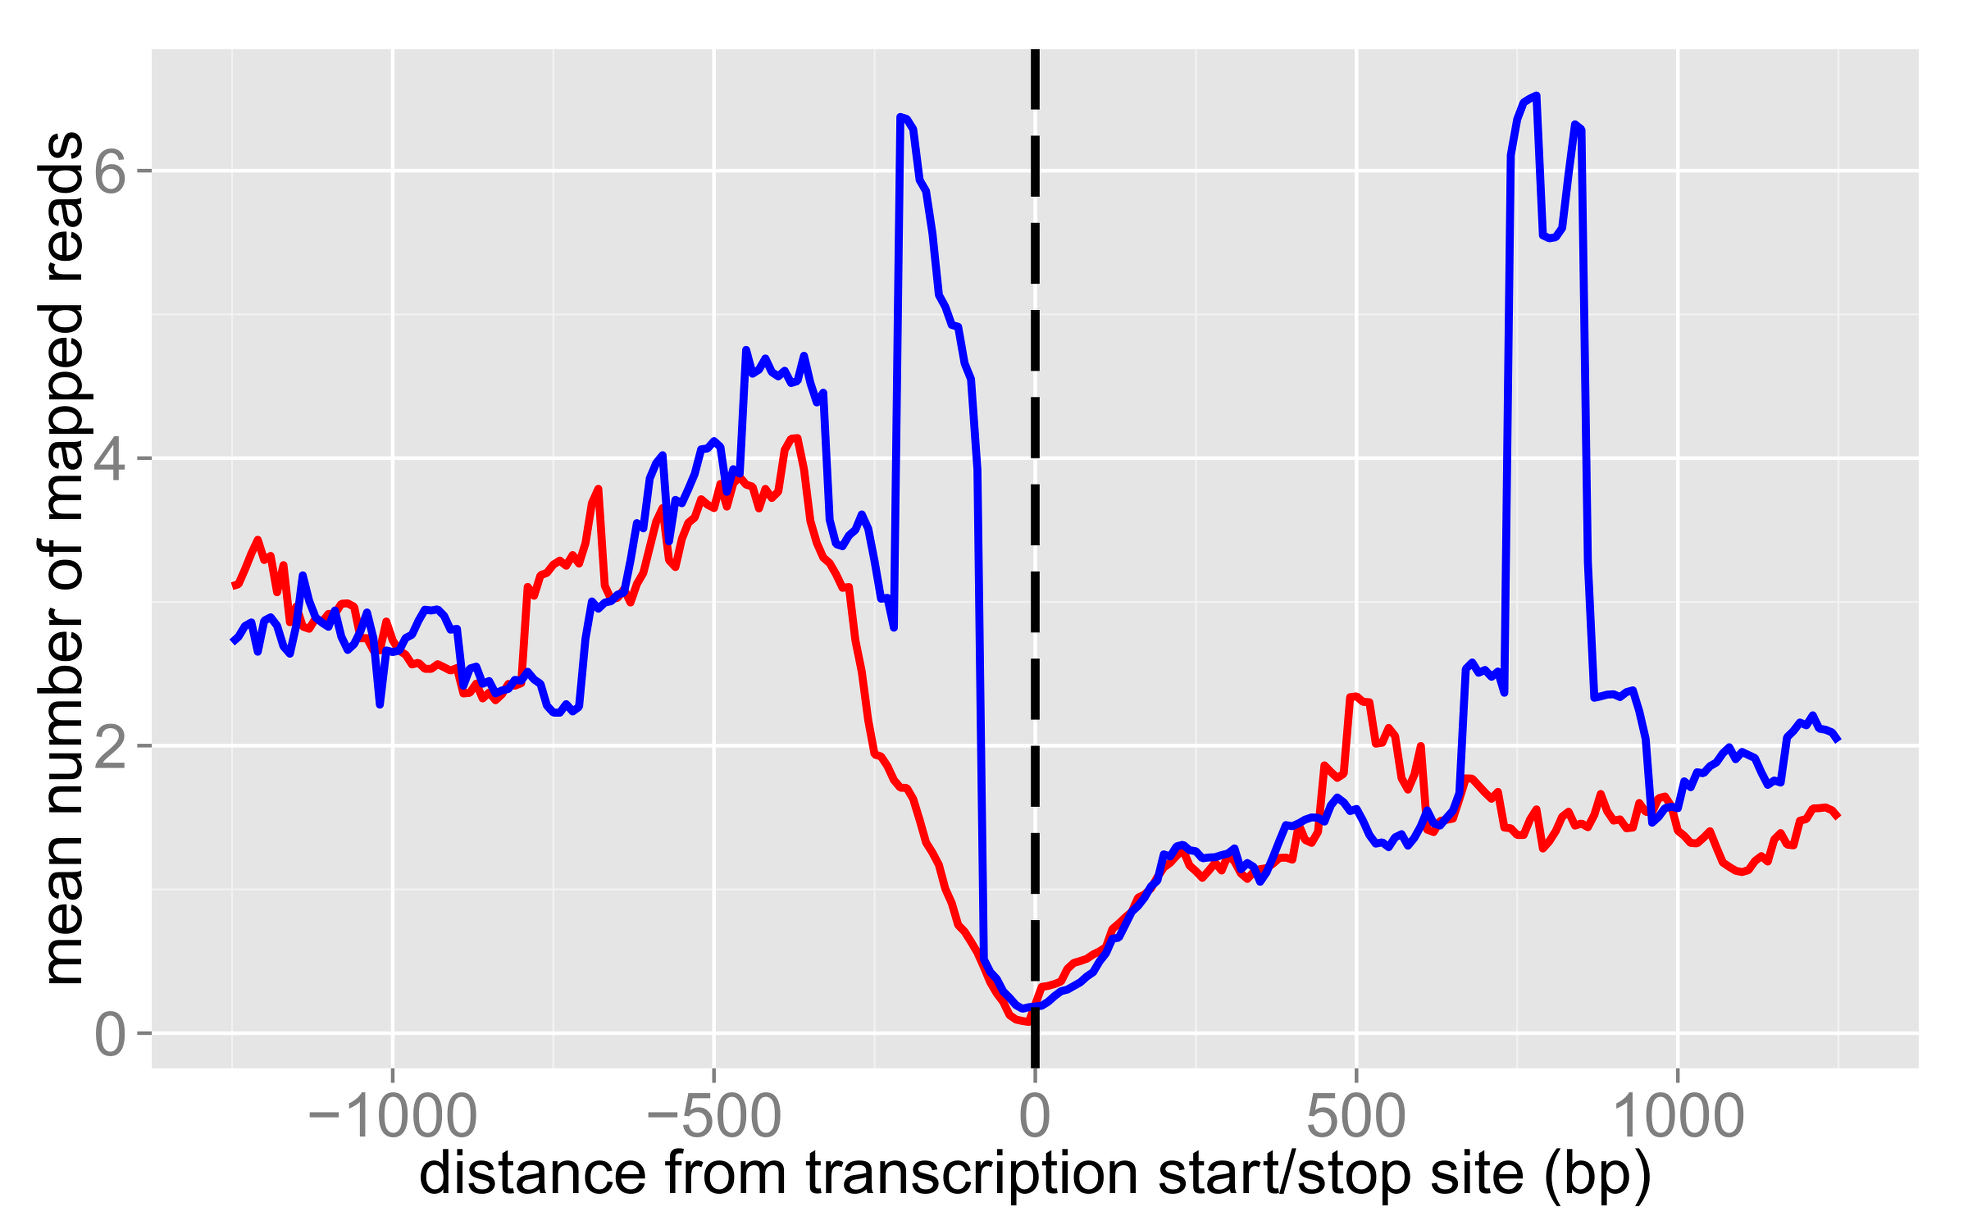 mean number of mapped reads
6
4
2
0
−1000 −500 0 500 1000
distance from transcription start/stop site (bp)